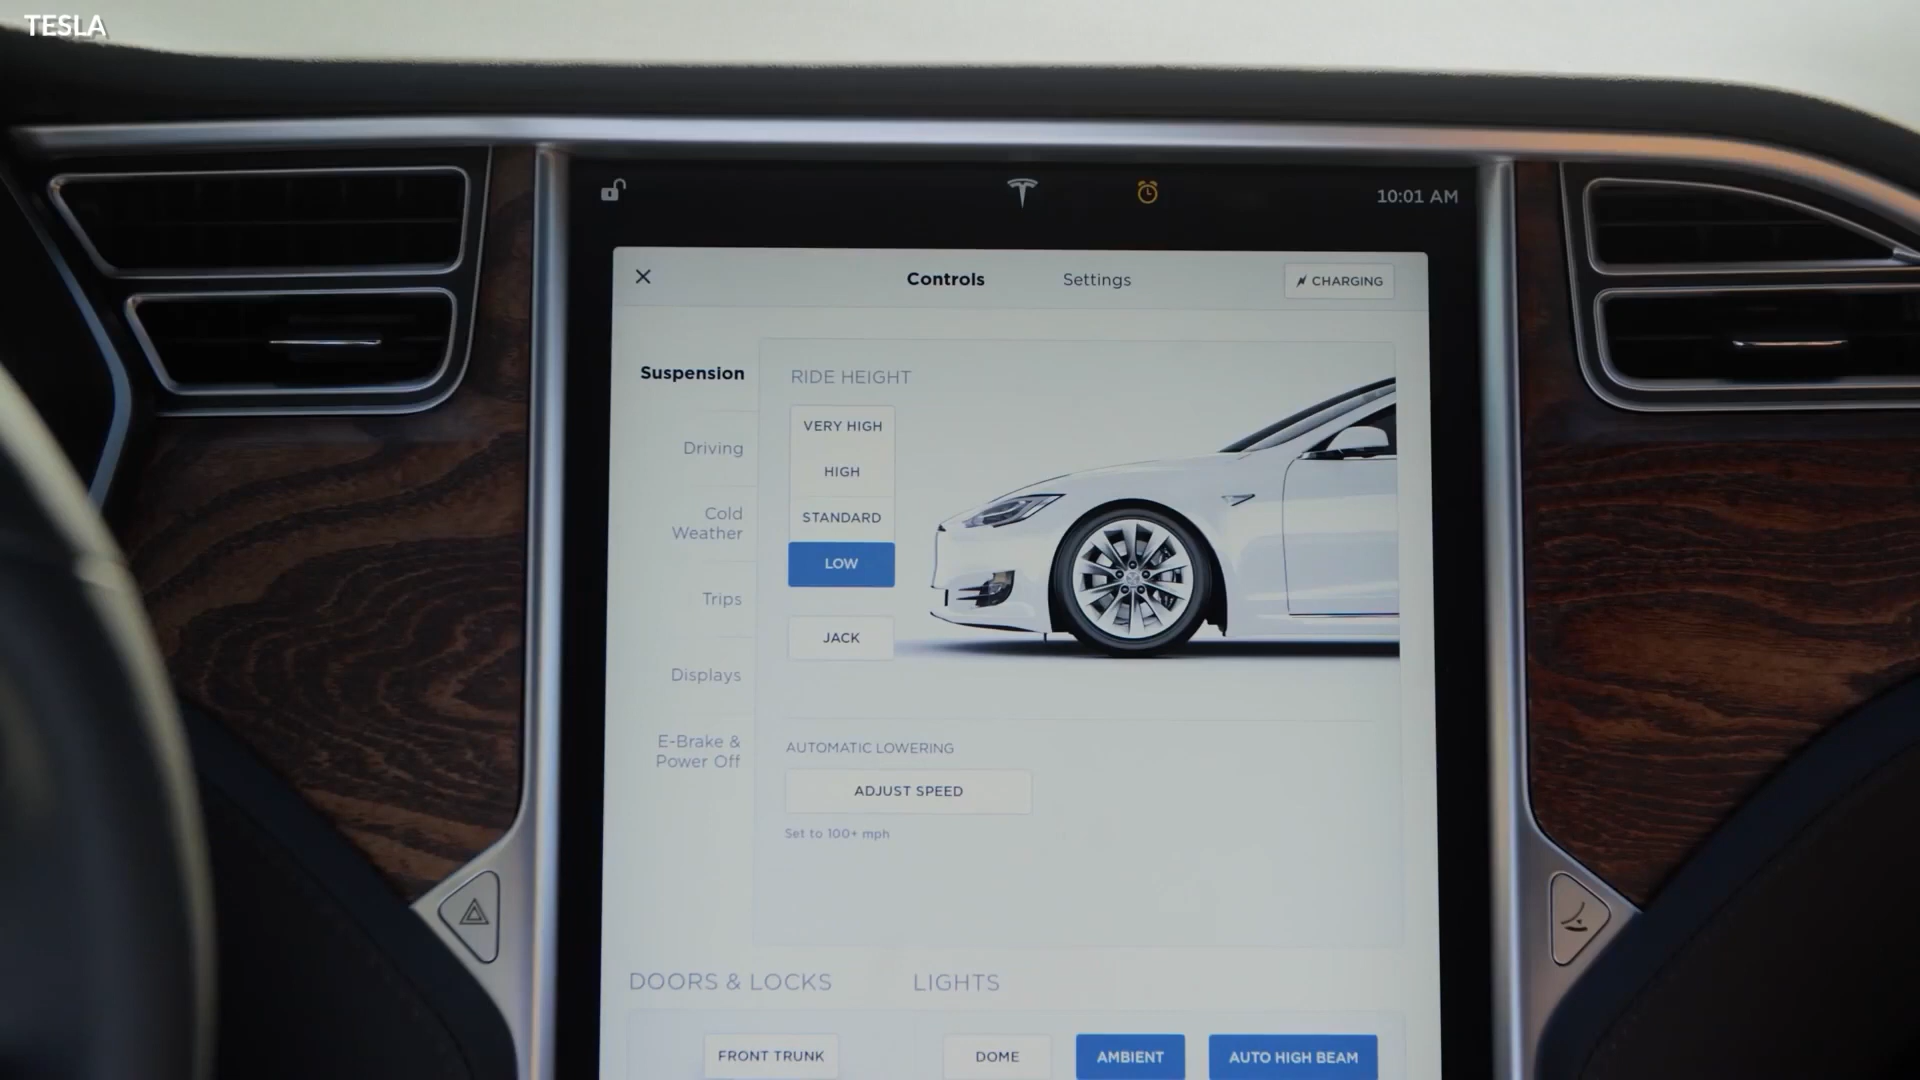 TESLA
10:01 AM
Controls
Settings
CHARGING
Suspension
Driving
Cold
Weather
Trips
Displays
E-Brake &
Power Off
RIDE HEIGHT
VERY HIGH
HIGH
STANDARD
LOW
JACK
AUTOMATIC LOWERING
ADJUST SPEED
Set to 100+ mph
DOORS & LOCKS
FRONT TRUNK
LIGHTS
DOME
AMBIENT
AUTO HIGH BEAM